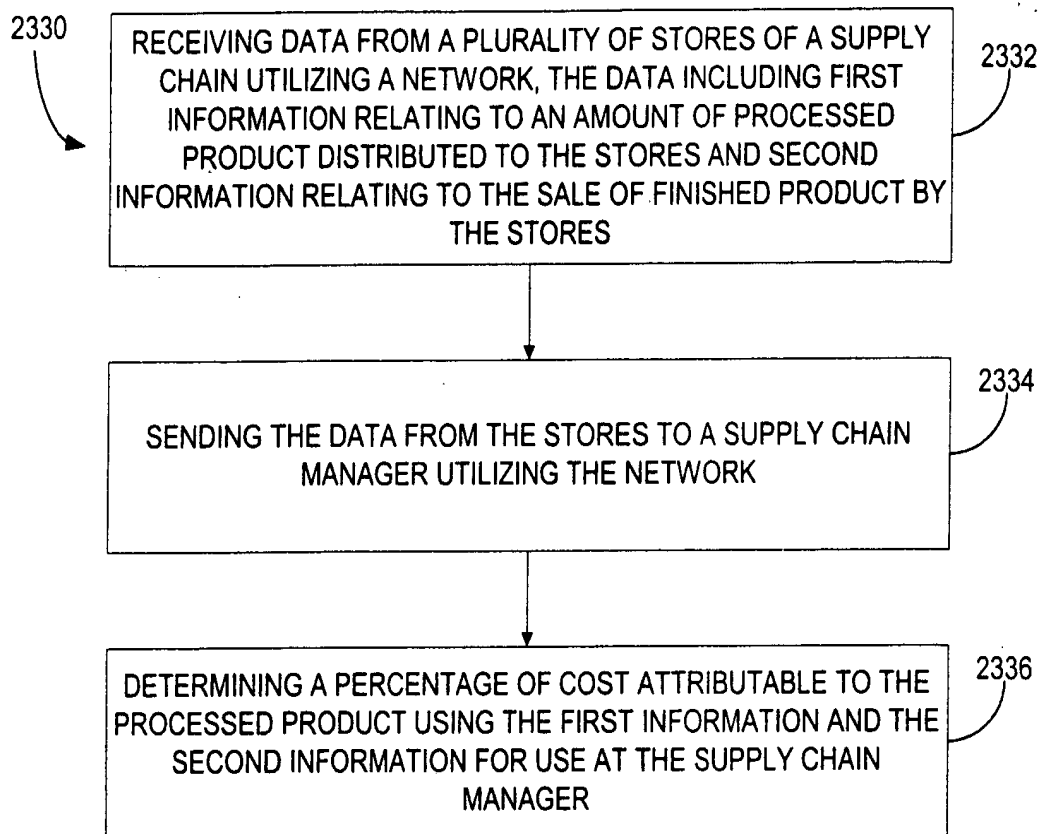 2330
RECEIVING DATA FROM A PLURALITY OF STORES OF A SUPPLY
CHAIN UTILIZING A NETWORK, THE DATA INCLUDING FIRST
INFORMATION RELATING TO AN AMOUNT OF PROCESSED
PRODUCT DISTRIBUTED TO THE STORES AND SECOND
INFORMATION RELATING TO THE SALE OF FINISHED PRODUCT BY
THE STORES
2332
SENDING THE DATA FROM THE STORES TO A SUPPLY CHAIN
MANAGER UTILIZING THE NETWORK
2334
DETERMINING A PERCENTAGE OF COST ATTRIBUTABLE TO THE
PROCESSED PRODUCT USING THE FIRST INFORMATION AND THE
SECOND INFORMATION FOR USE AT THE SUPPLY CHAIN
MANAGER
2336